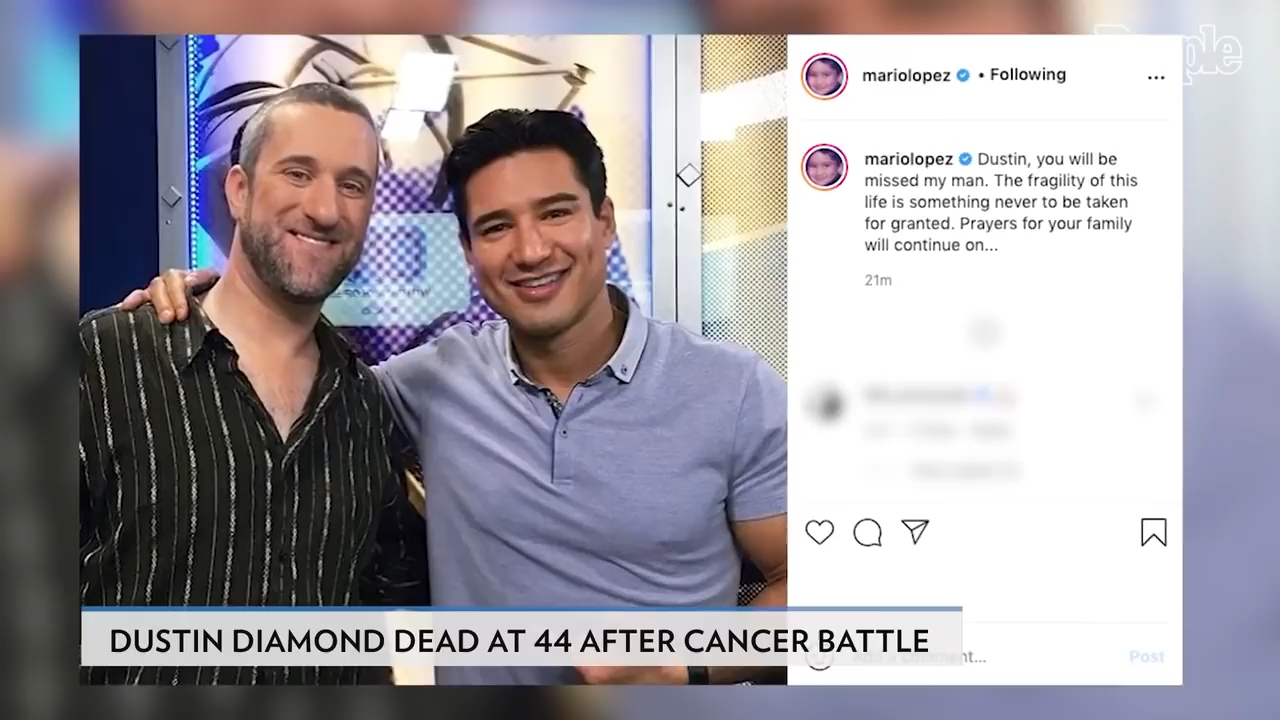 People
mariolopez • Following
mariolopez Dustin, you will be
missed my man. The fragility of this
life is something never to be taken
for granted. Prayers for your family
will continue on...
21m
DUSTIN DIAMOND DEAD AT 44 AFTER CANCER BATTLE
Post